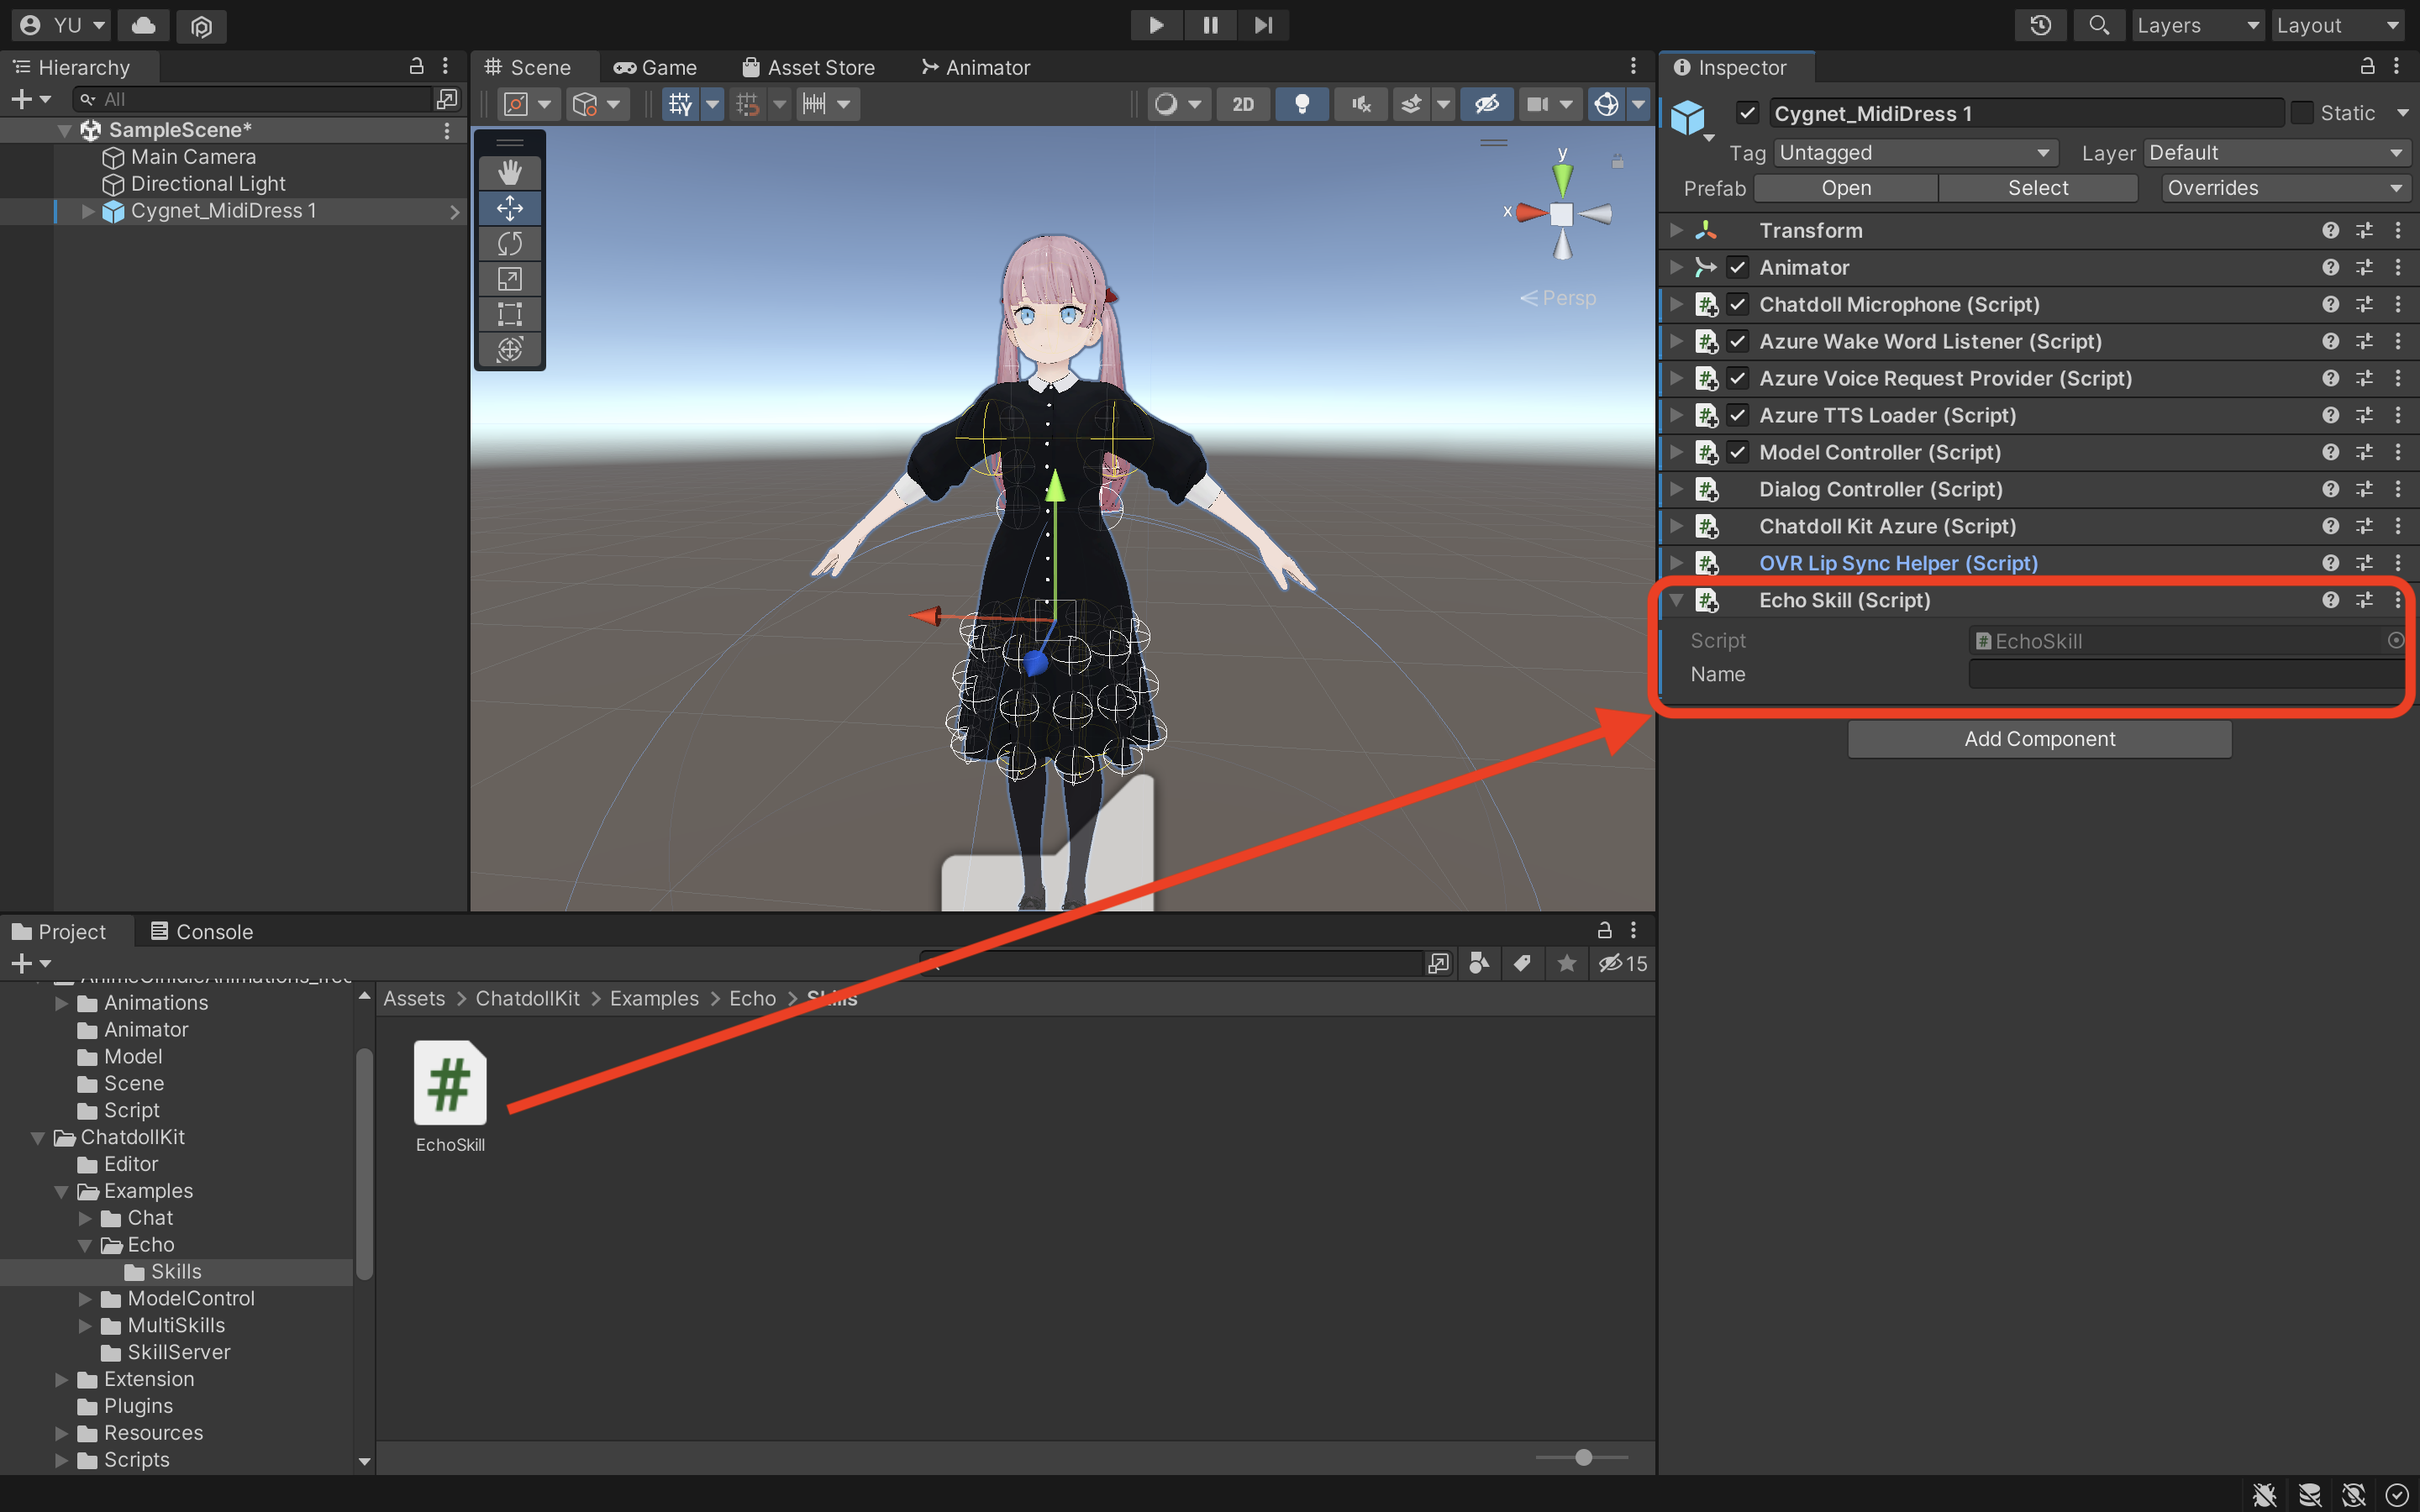 YU
Layers
Layout
Hierarchy
All
SampleScene*
Main Camera
Directional Light
Cygnet_MidiDress 1
Scene
Game
Asset Store
Animator
2D
y
x
Persp
Inspector
Cygnet_MidiDress 1
Static
Tag Untagged
Layer Default
Prefab Open Select Overrides
Transform
Animator
Chatdoll Microphone (Script)
Azure Wake Word Listener (Script)
Azure Voice Request Provider (Script)
Azure TTS Loader (Script)
Model Controller (Script)
Dialog Controller (Script)
Chatdoll Kit Azure (Script)
OVR Lip Sync Helper (Script)
Echo Skill (Script)
Script EchoSkill
Name
Add Component
Project
Console
15
Animations
Animator
Model
Scene
Script
ChatdollKit
Editor
Examples
Chat
Echo
Skills
ModelControl
MultiSkills
SkillServer
Extension
Plugins
Resources
Scripts
Assets > ChatdollKit > Examples > Echo > Skills
#
EchoSkill